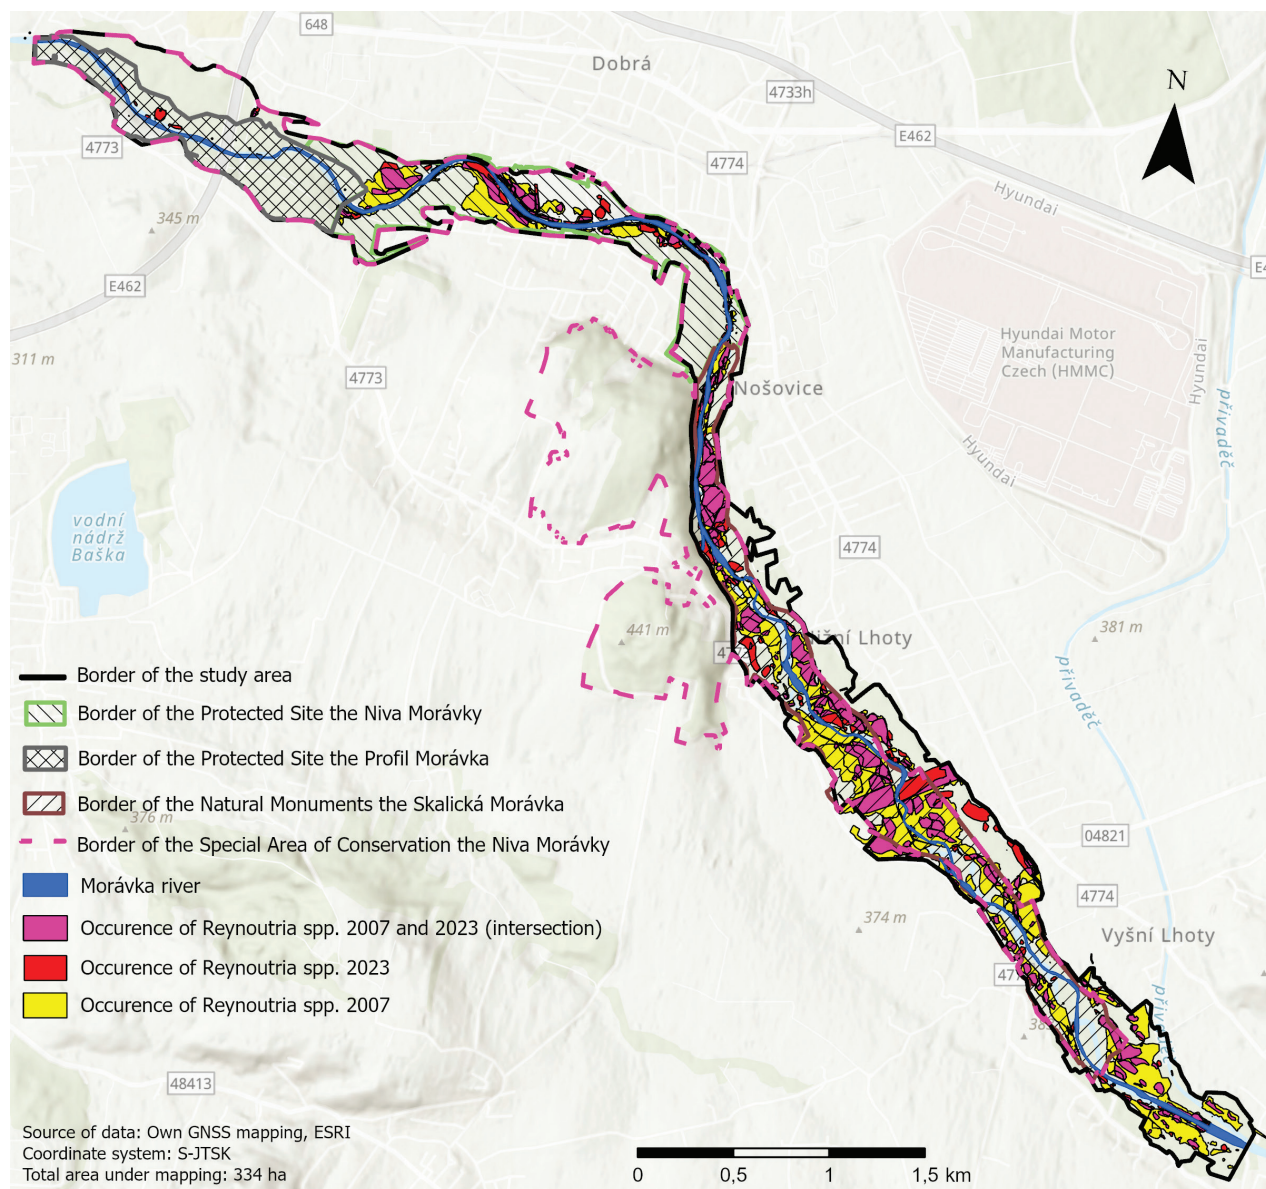 648
Dobrá
4733h
N
E462
4773
4774
Hyundai
345 m
E462
Hyundai Motor
Manufacturing
Czech (HMMC)
Hyundai
311 m
4773
Nošovice
přivaděč
Hyundai
vodní
nádrž
Baška
4774
441 m
Nižní Lhoty
381 m
přivaděč
Border of the study area
Border of the Protected Site the Niva Morávky
Border of the Protected Site the Profil Morávka
Border of the Natural Monuments the Skalická Morávka
376 m
Border of the Special Area of Conservation the Niva Morávky
04821
Morávka river
4774
Occurence of Reynoutria spp. 2007 and 2023 (intersection)
374 m
Vyšní Lhoty
Occurence of Reynoutria spp. 2023
Occurence of Reynoutria spp. 2007
48413
Source of data: Own GNSS mapping, ESRI
Coordinate system: S-JTSK
Total area under mapping: 334 ha
0 0,5 1 1,5 km